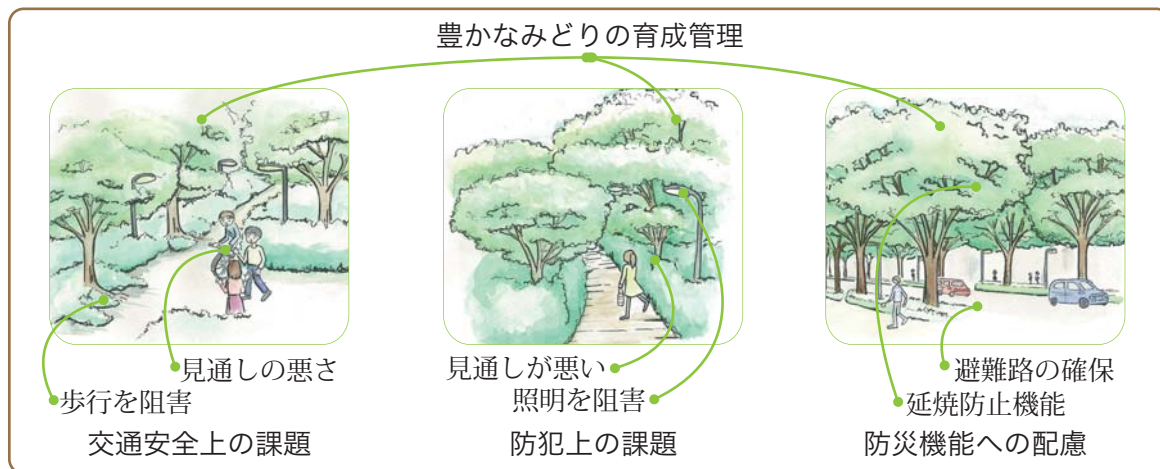 豊かなみどりの育成管理
見通しの悪さ
歩行を阻害
交通安全上の課題
見通しが悪い
照明を阻害
防犯上の課題
避難路の確保
延焼防止機能
防災機能への配慮